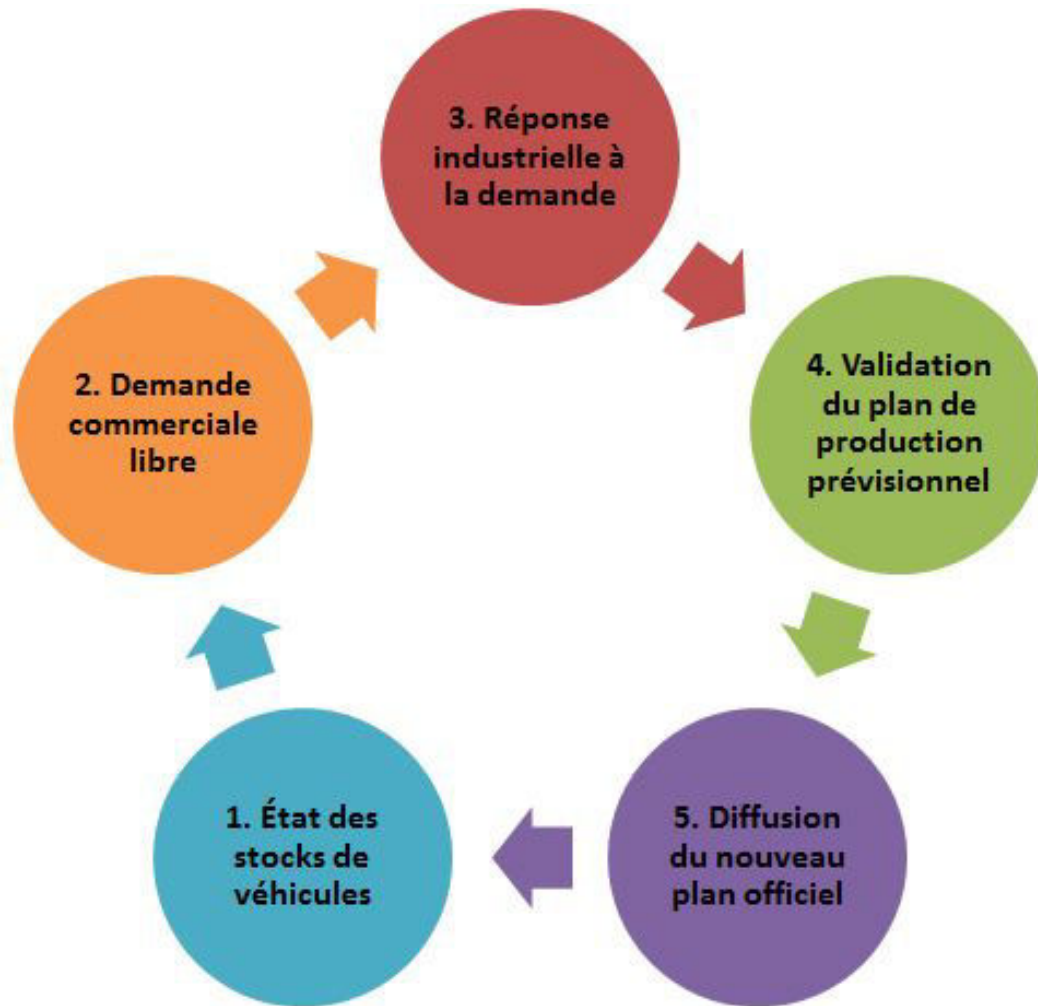 3. Réponse
industrielle à
la demande
2. Demande
commerciale
libre
4. Validation
du plan de
production
prévisionnel
1. État des
stocks de
véhicules
5. Diffusion
du nouveau
plan officiel